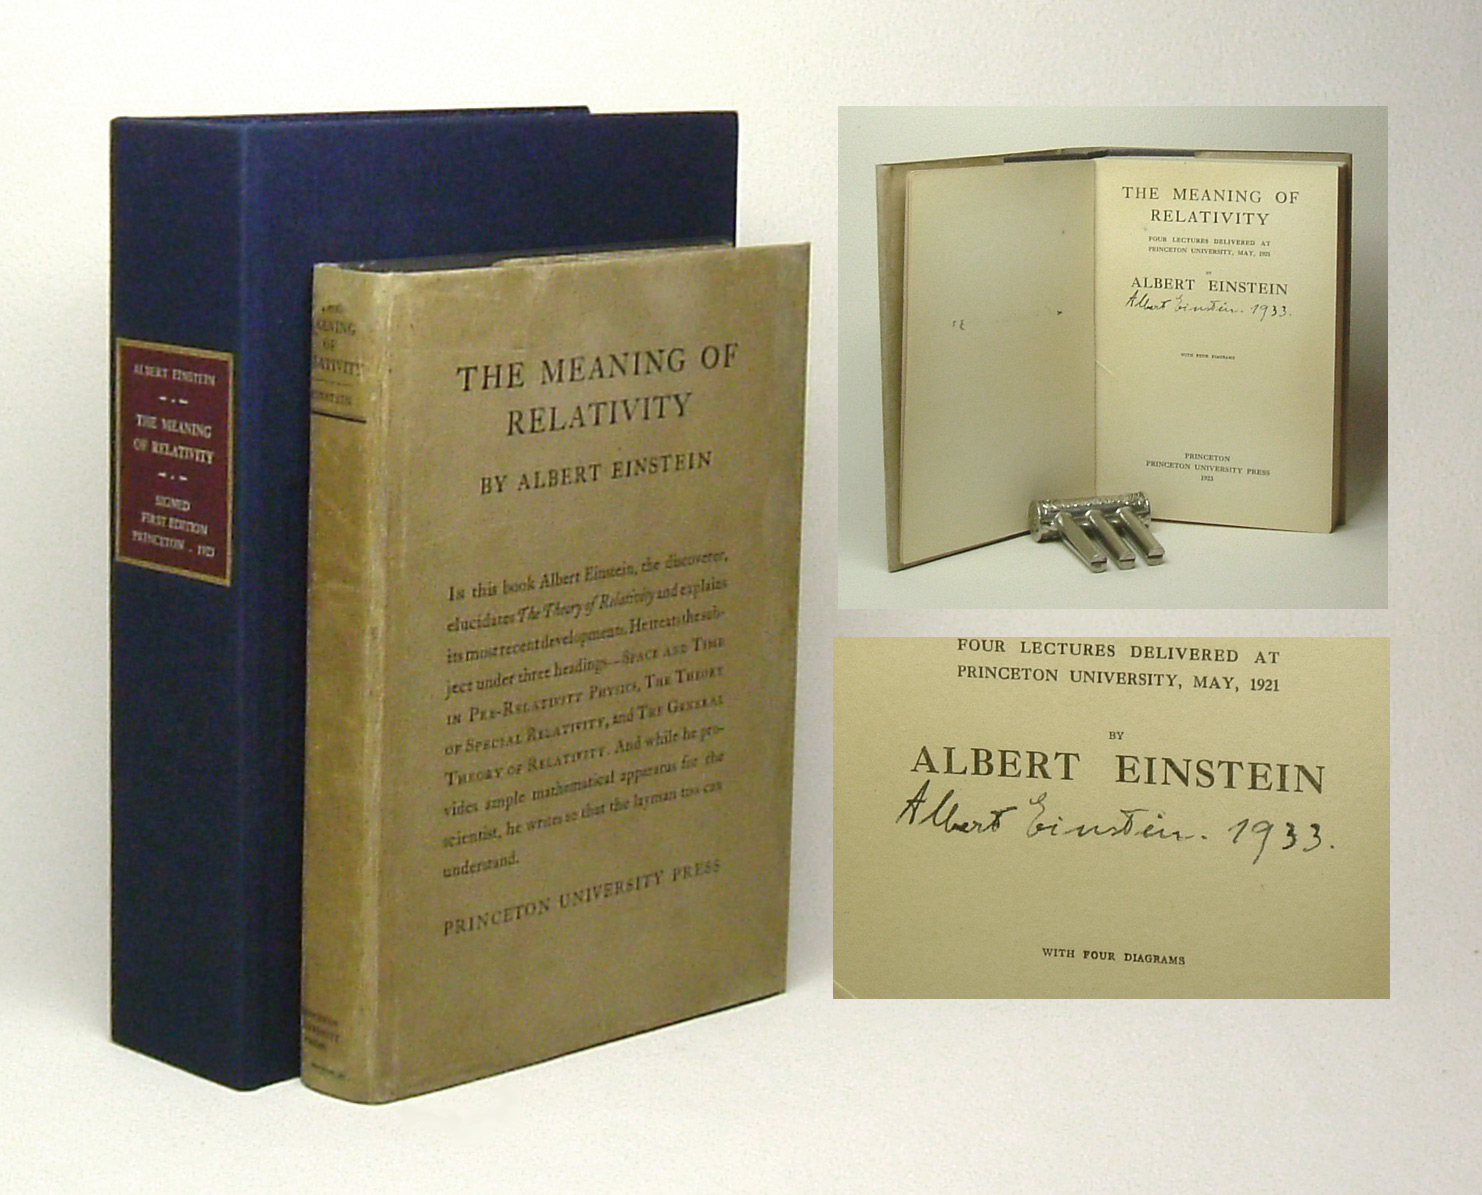 ALBERT EINSTEIN
THE MEANING
OF RELATIVITY
SIGNED
FIRST EDITION
PRINCETON . 1923
OF
THE MEANING OF
RELATIVITY
BY ALBERT EINSTEIN
In this book Albert Einstein, the discoverer,
elucidates The Theory of Relativity and explains
its most recent developments. He treats the sub-
ject under three headings—Space and Time
in Pre-Relativity Physics, The Theory
of Special Relativity, and The General
Theory of Relativity. And while he pro-
vides ample mathematical apparatus for the
scientist, he writes so that the layman too can
understand.
PRINCETON UNIVERSITY PRESS
THE MEANING OF
RELATIVITY
FOUR LECTURES DELIVERED AT
PRINCETON UNIVERSITY, MAY, 1921
BY
ALBERT EINSTEIN
Albert Einstein. 1933.
WITH FOUR DIAGRAMS
PRINCETON
PRINCETON UNIVERSITY PRESS
1923
FOUR LECTURES DELIVERED AT
PRINCETON UNIVERSITY, MAY, 1921
BY
ALBERT EINSTEIN
Albert Einstein. 1933.
WITH FOUR DIAGRAMS